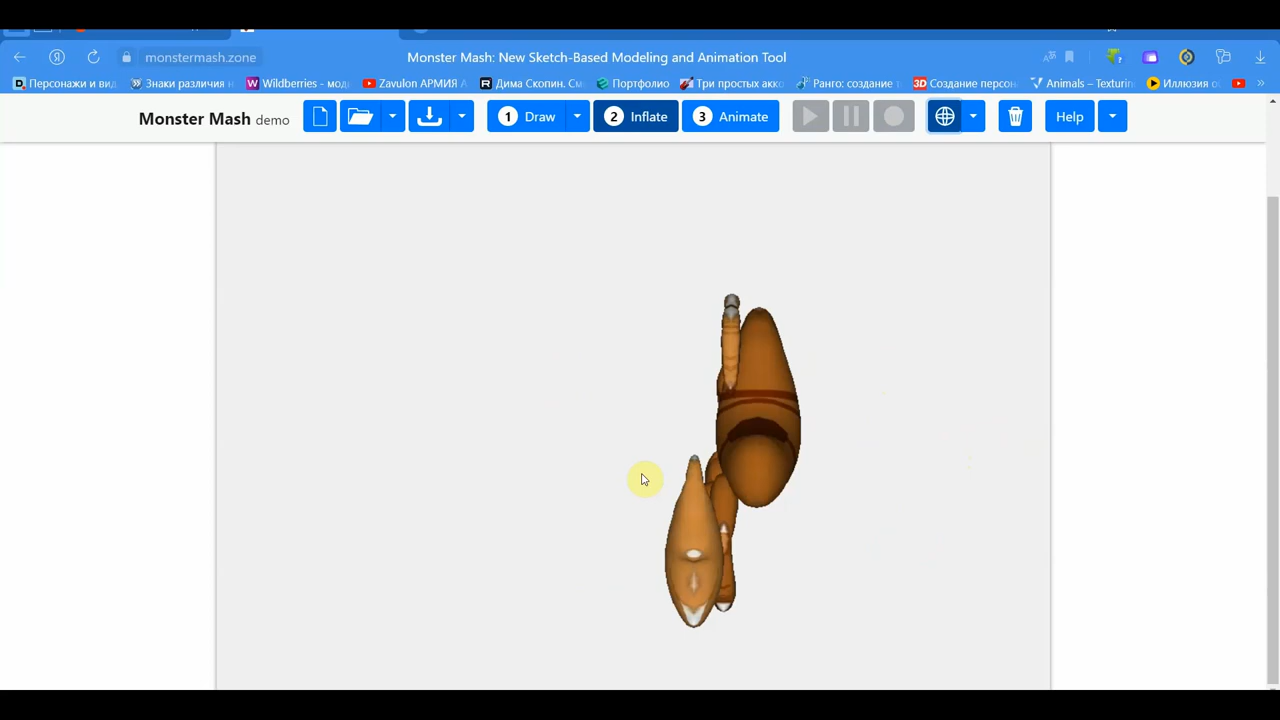 monstermash.zone
Monster Mash: New Sketch-Based Modeling and Animation Tool
Персонажи и вид
Знаки различия н
Wildberries - мод
Zavulon АРМИЯ
Дима Скопин. См
Портфолио
Три простых акко
Ранго: создание т
Создание персон
Animals – Texturin
Иллюзия о
»
Monster Mash demo
1 Draw
2 Inflate
3 Animate
Help